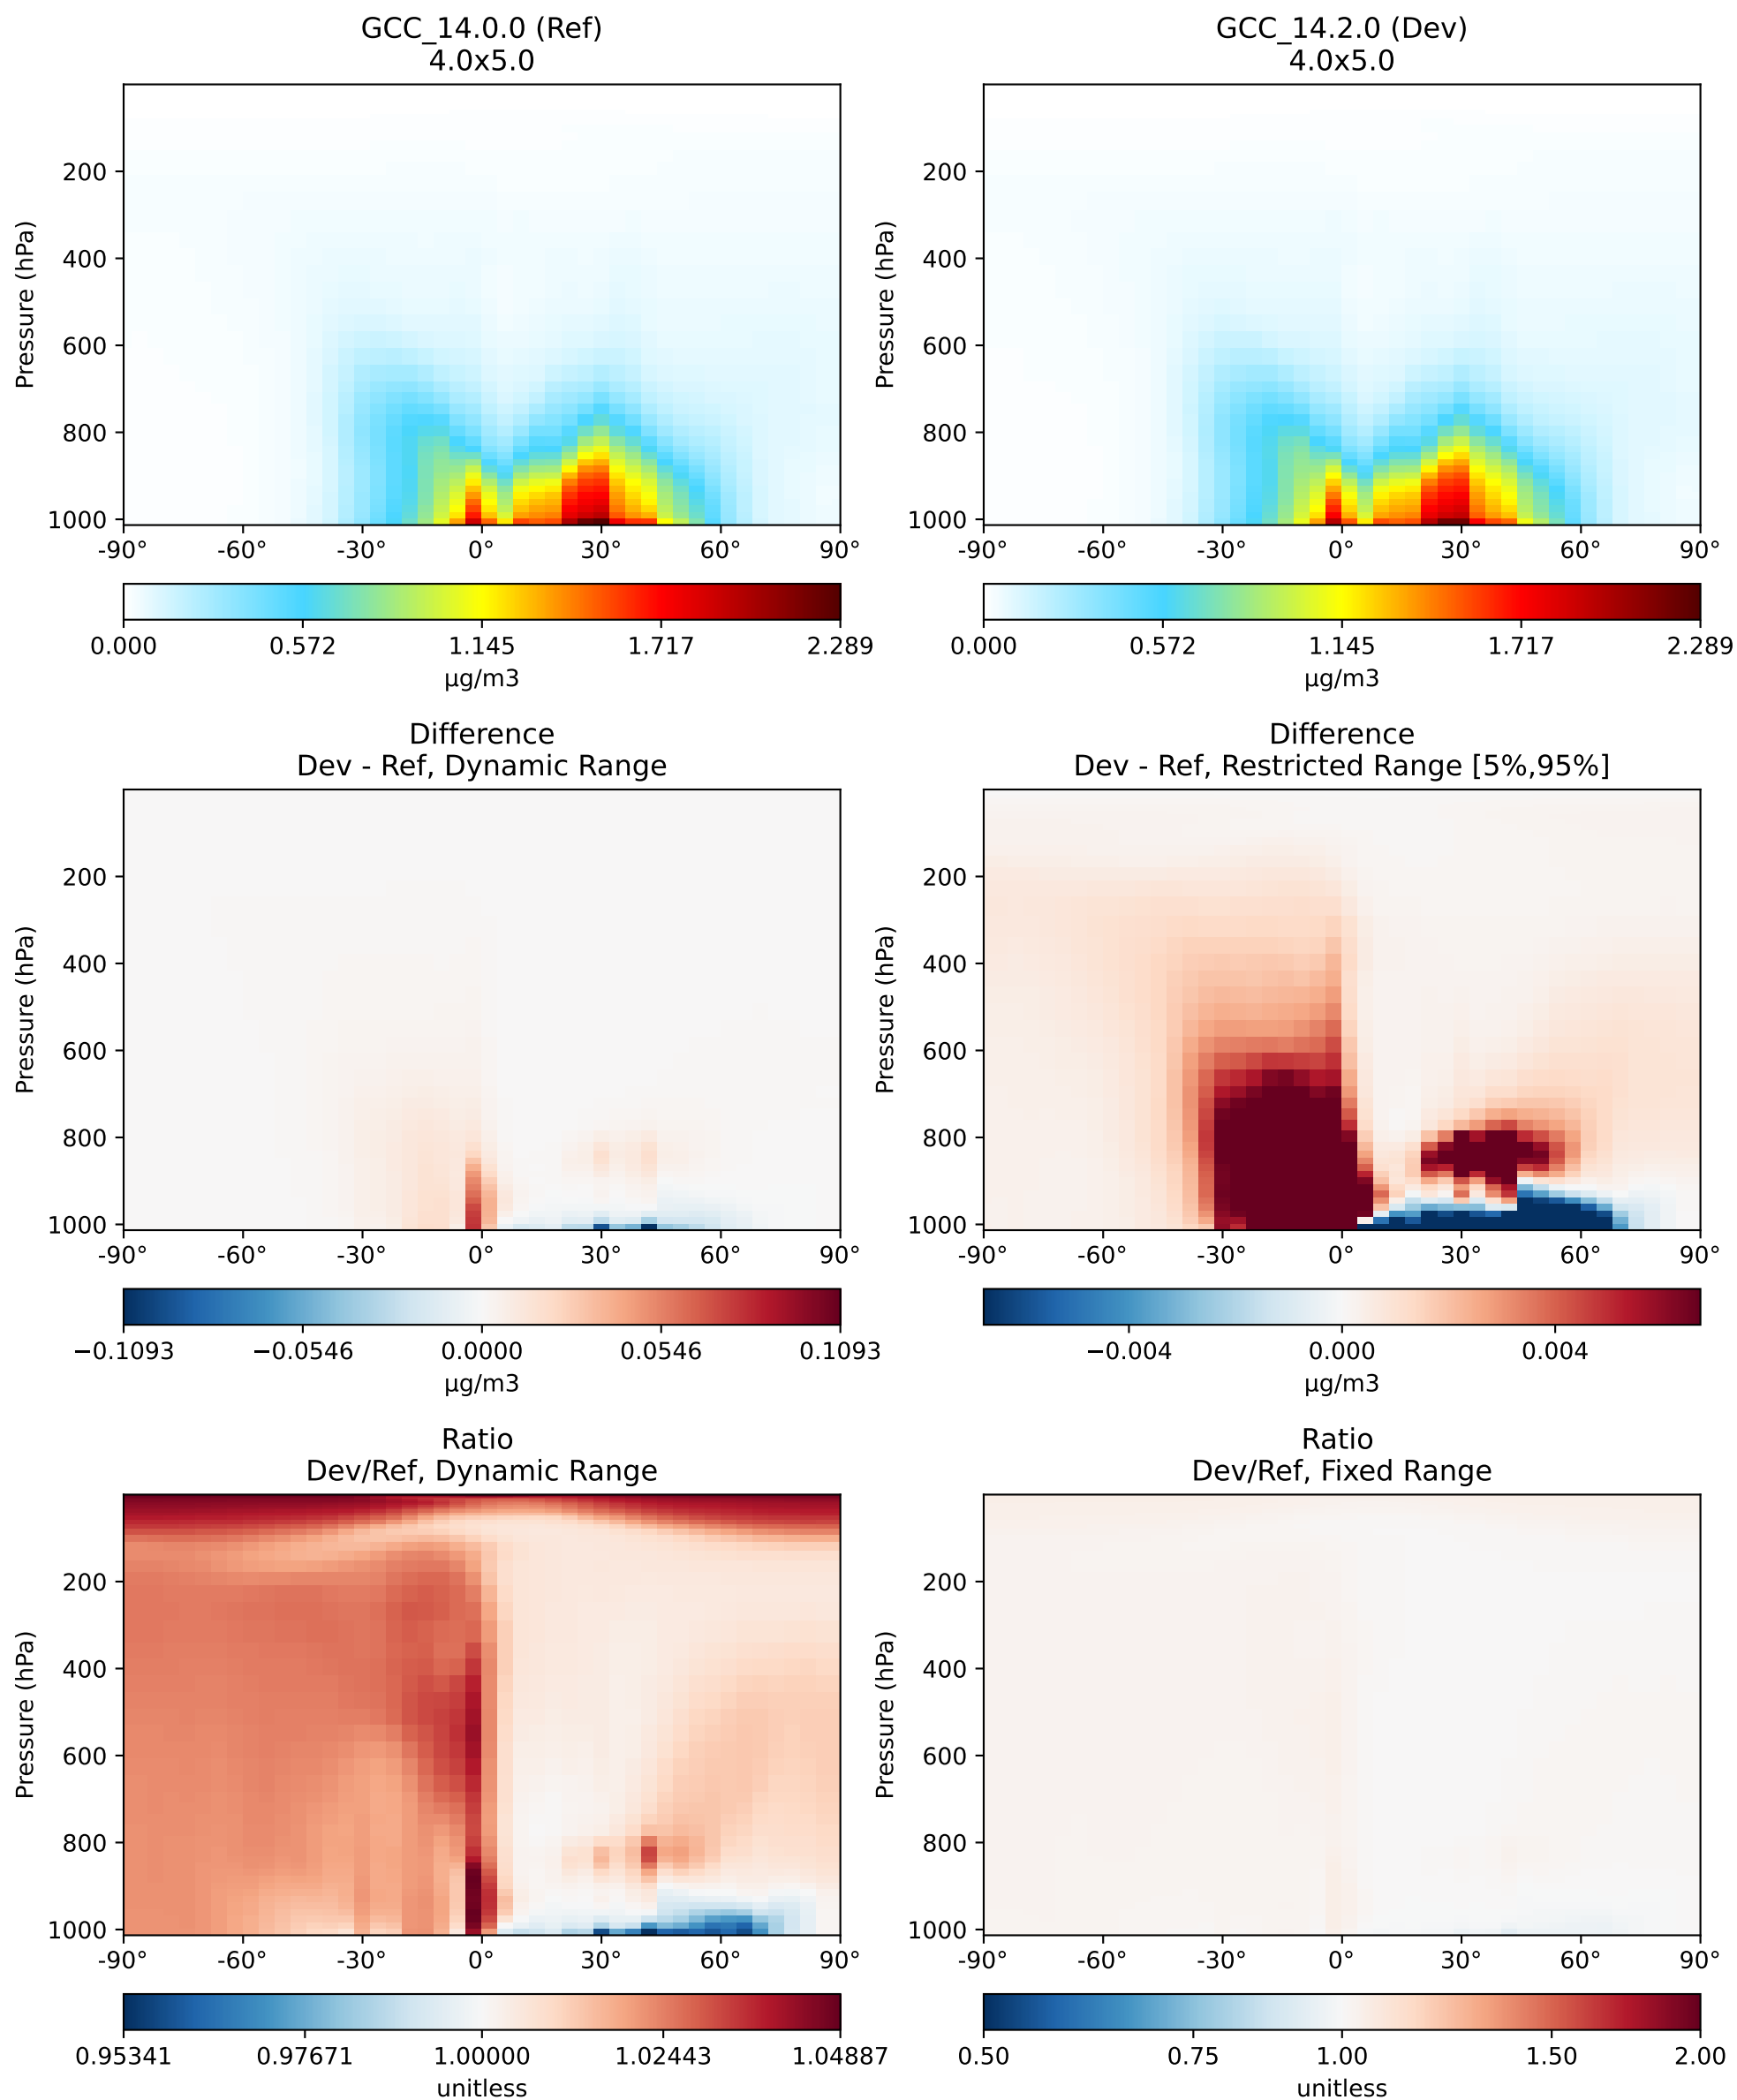 GCC_14.0.0 (Ref)
4.0x5.0
Pressure (hPa)
200
400
600
800
1000
-90° -60° -30° 0° 30° 60° 90°
0.000 0.572 1.145 1.717 2.289
µg/m3
GCC_14.2.0 (Dev)
4.0x5.0
Pressure (hPa)
200
400
600
800
1000
-90° -60° -30° 0° 30° 60° 90°
0.000 0.572 1.145 1.717 2.289
µg/m3
Difference
Dev - Ref, Dynamic Range
Pressure (hPa)
200
400
600
800
1000
-90° -60° -30° 0° 30° 60° 90°
−0.1093 −0.0546 0.0000 0.0546 0.1093
µg/m3
Difference
Dev - Ref, Restricted Range [5%,95%]
Pressure (hPa)
200
400
600
800
1000
-90° -60° -30° 0° 30° 60° 90°
−0.004 0.000 0.004
µg/m3
Ratio
Dev/Ref, Dynamic Range
Pressure (hPa)
200
400
600
800
1000
-90° -60° -30° 0° 30° 60° 90°
0.95341 0.97671 1.00000 1.02443 1.04887
unitless
Ratio
Dev/Ref, Fixed Range
Pressure (hPa)
200
400
600
800
1000
-90° -60° -30° 0° 30° 60° 90°
0.50 0.75 1.00 1.50 2.00
unitless